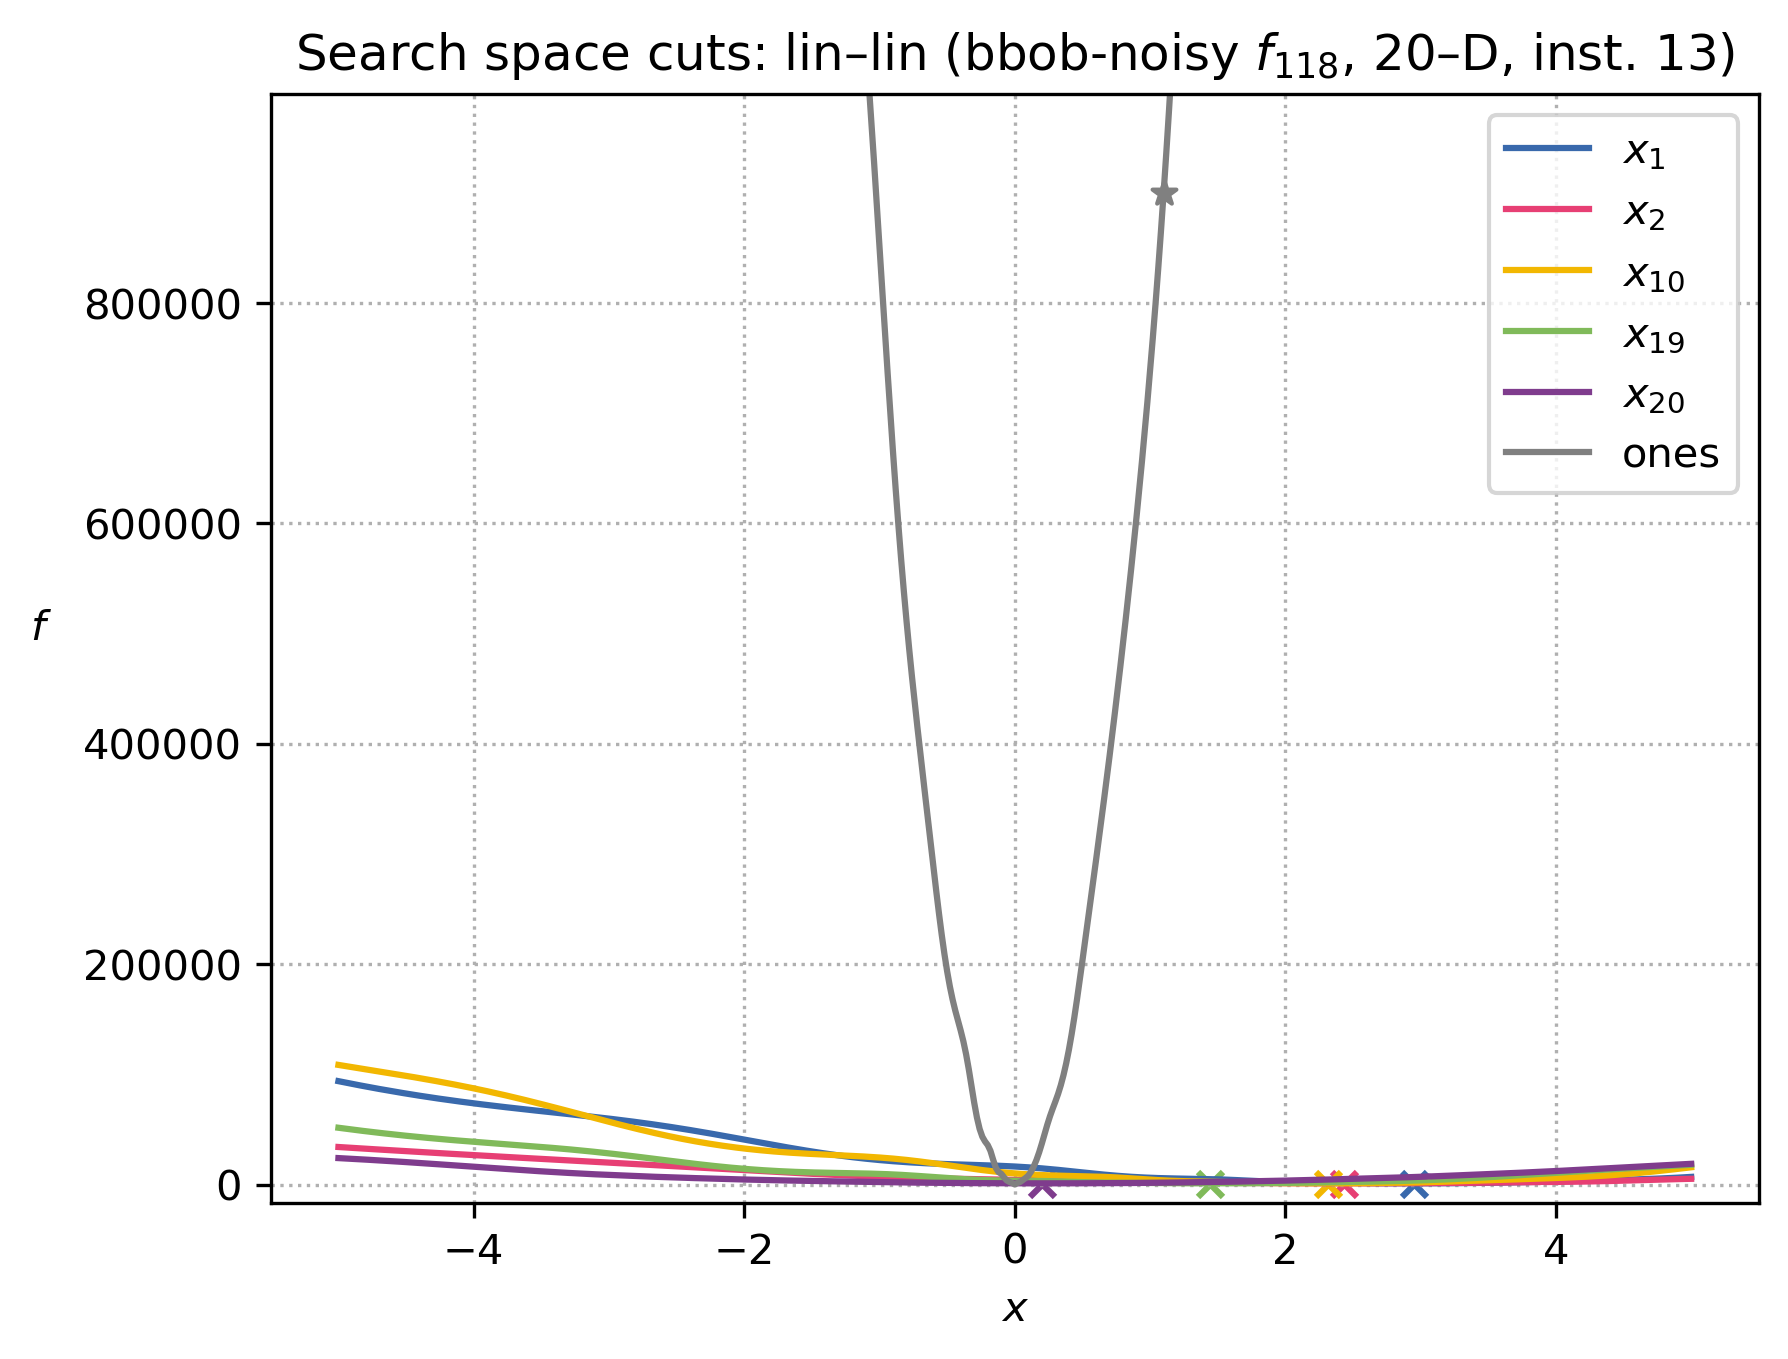 Search space cuts: lin–lin (bbob-noisy f₁₁₈, 20–D, inst. 13)
x₁
x₂
x₁₀
x₁₉
x₂₀
ones
800000
600000
400000
200000
0
f
−4
−2
0
2
4
x